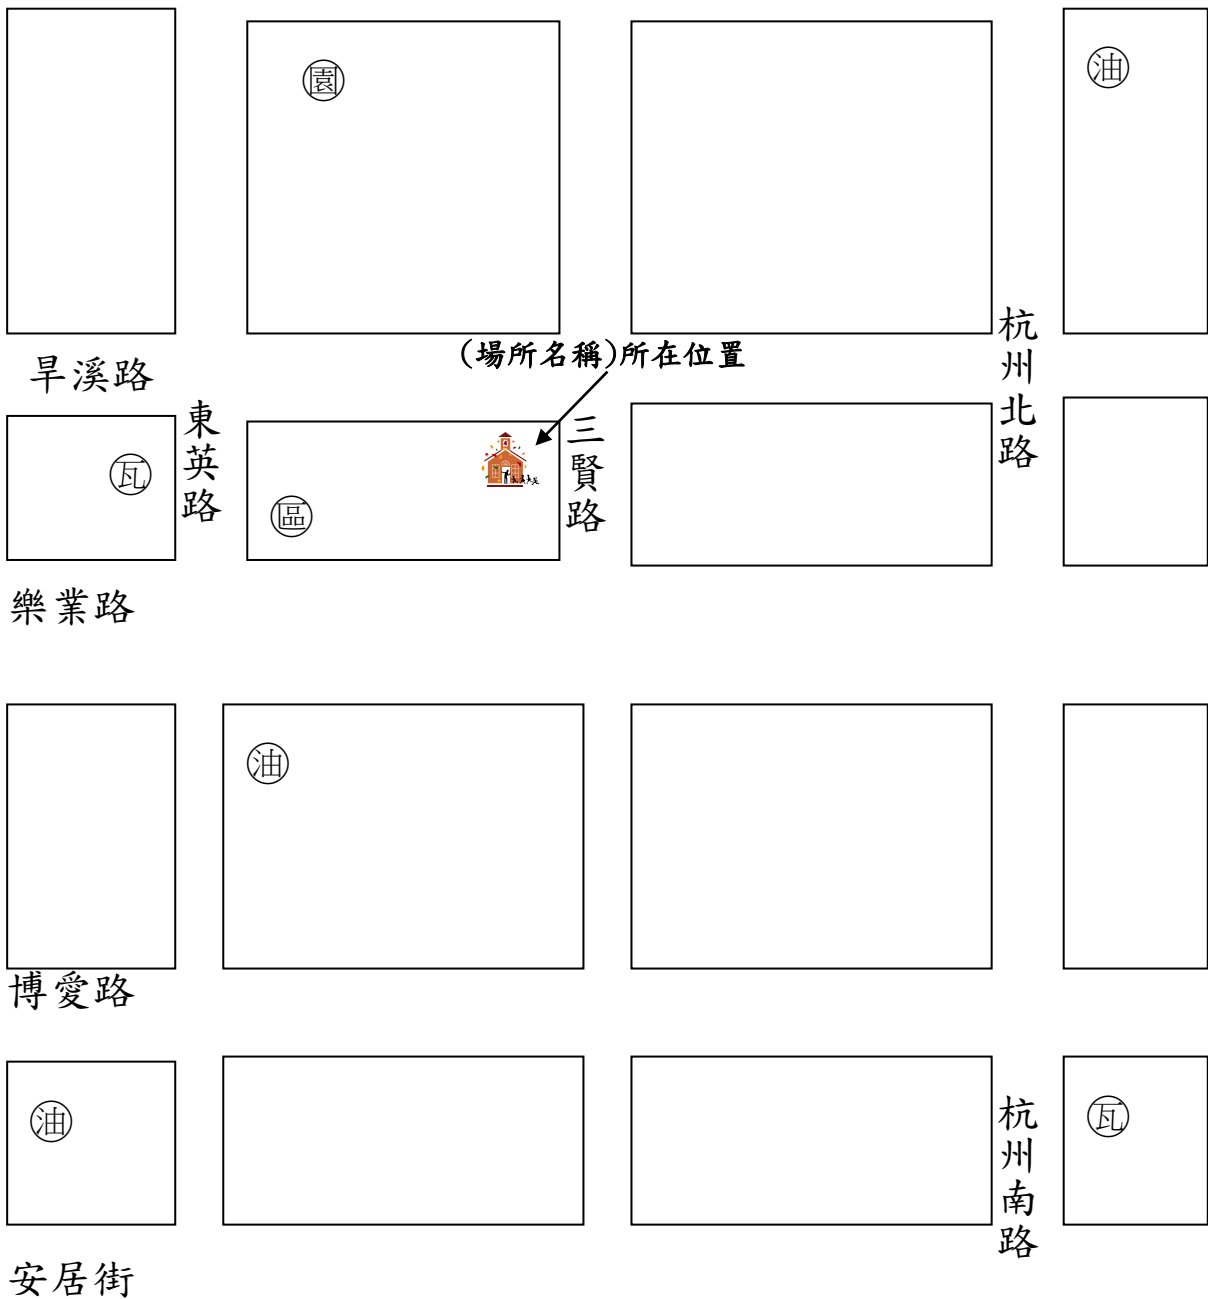 園
油
旱溪路
(場所名稱)所在位置
杭州北路
瓦
東英路
區
三賢路
樂業路
油
博愛路
油
杭州南路
瓦
安居街